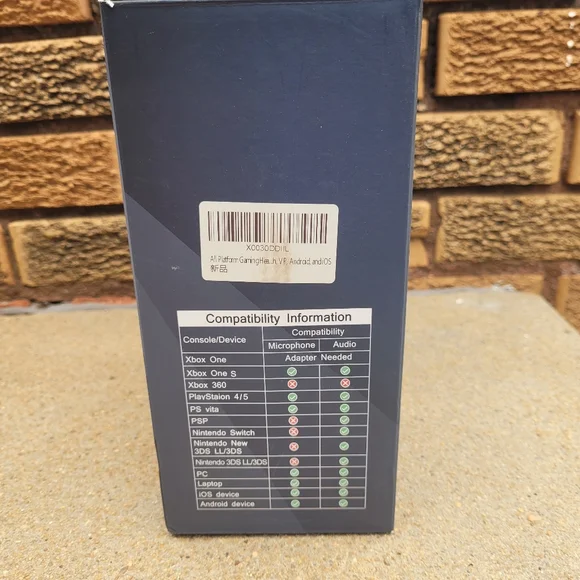 All Platform Gaming
VR, Android, and iOS
新品
Compatibility Information
Console/Device
Compatibility
Microphone Audio
Xbox One Adapter Needed
Xbox One S
Xbox 360
PlayStaion 4/5
PS vita
PSP
Nintendo Switch
Nintendo New
3DS LL/3DS
Nintendo 3DS LL/3DS
PC
Laptop
iOS device
Android device